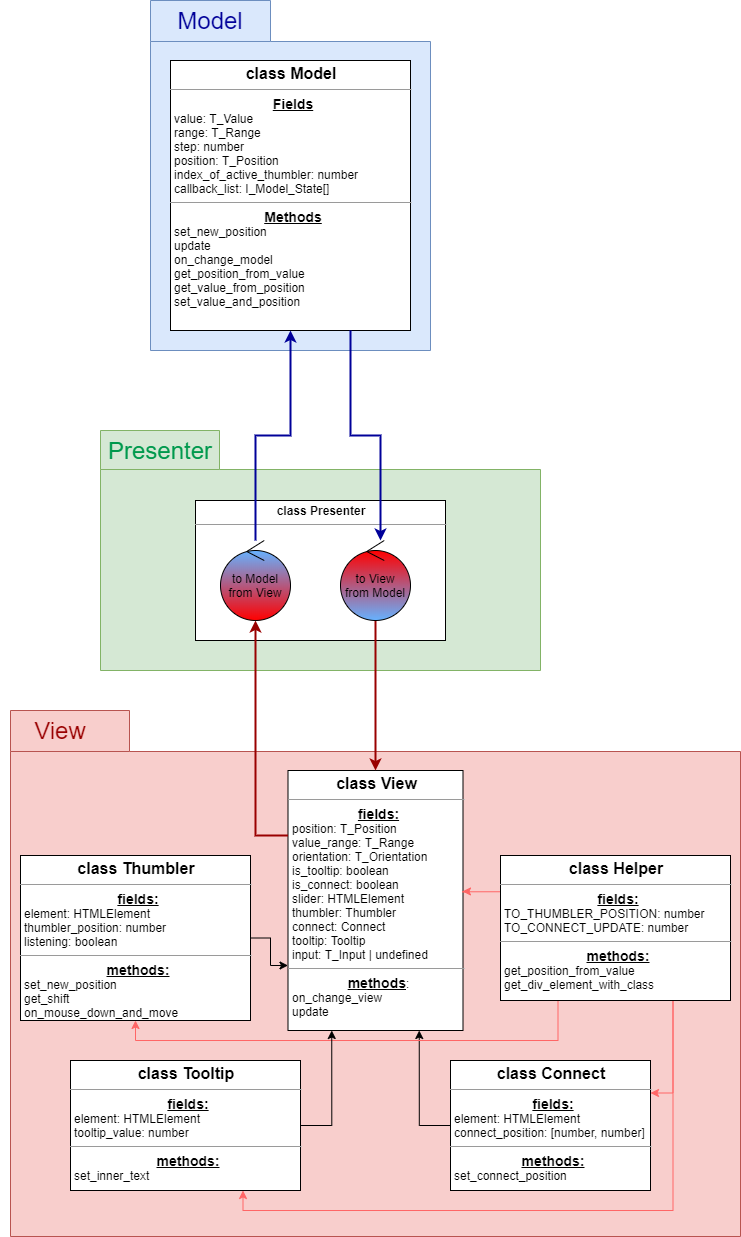 Model
class Model
Fields
value: T_Value
range: T_Range
step: number
position: T_Position
index_of_active_thumbler: number
callback_list: I_Model_State[]
Methods
set_new_position
update
on_change_model
get_position_from_value
get_value_from_position
set_value_and_position
Presenter
class Presenter
to Model
from View
to View
from Model
View
class View
fields:
position: T_Position
value_range: T_Range
orientation: T_Orientation
is_tooltip: boolean
is_connect: boolean
slider: HTMLElement
thumbler: Thumbler
connect: Connect
tooltip: Tooltip
input: T_Input | undefined
methods:
on_change_view
update
class Thumbler
fields:
element: HTMLElement
thumbler_position: number
listening: boolean
methods:
set_new_position
get_shift
on_mouse_down_and_move
class Helper
fields:
TO_THUMBLER_POSITION: number
TO_CONNECT_UPDATE: number
methods:
get_position_from_value
get_div_element_with_class
class Tooltip
fields:
element: HTMLElement
tooltip_value: number
methods:
set_inner_text
class Connect
fields:
element: HTMLElement
connect_position: [number, number]
methods:
set_connect_position